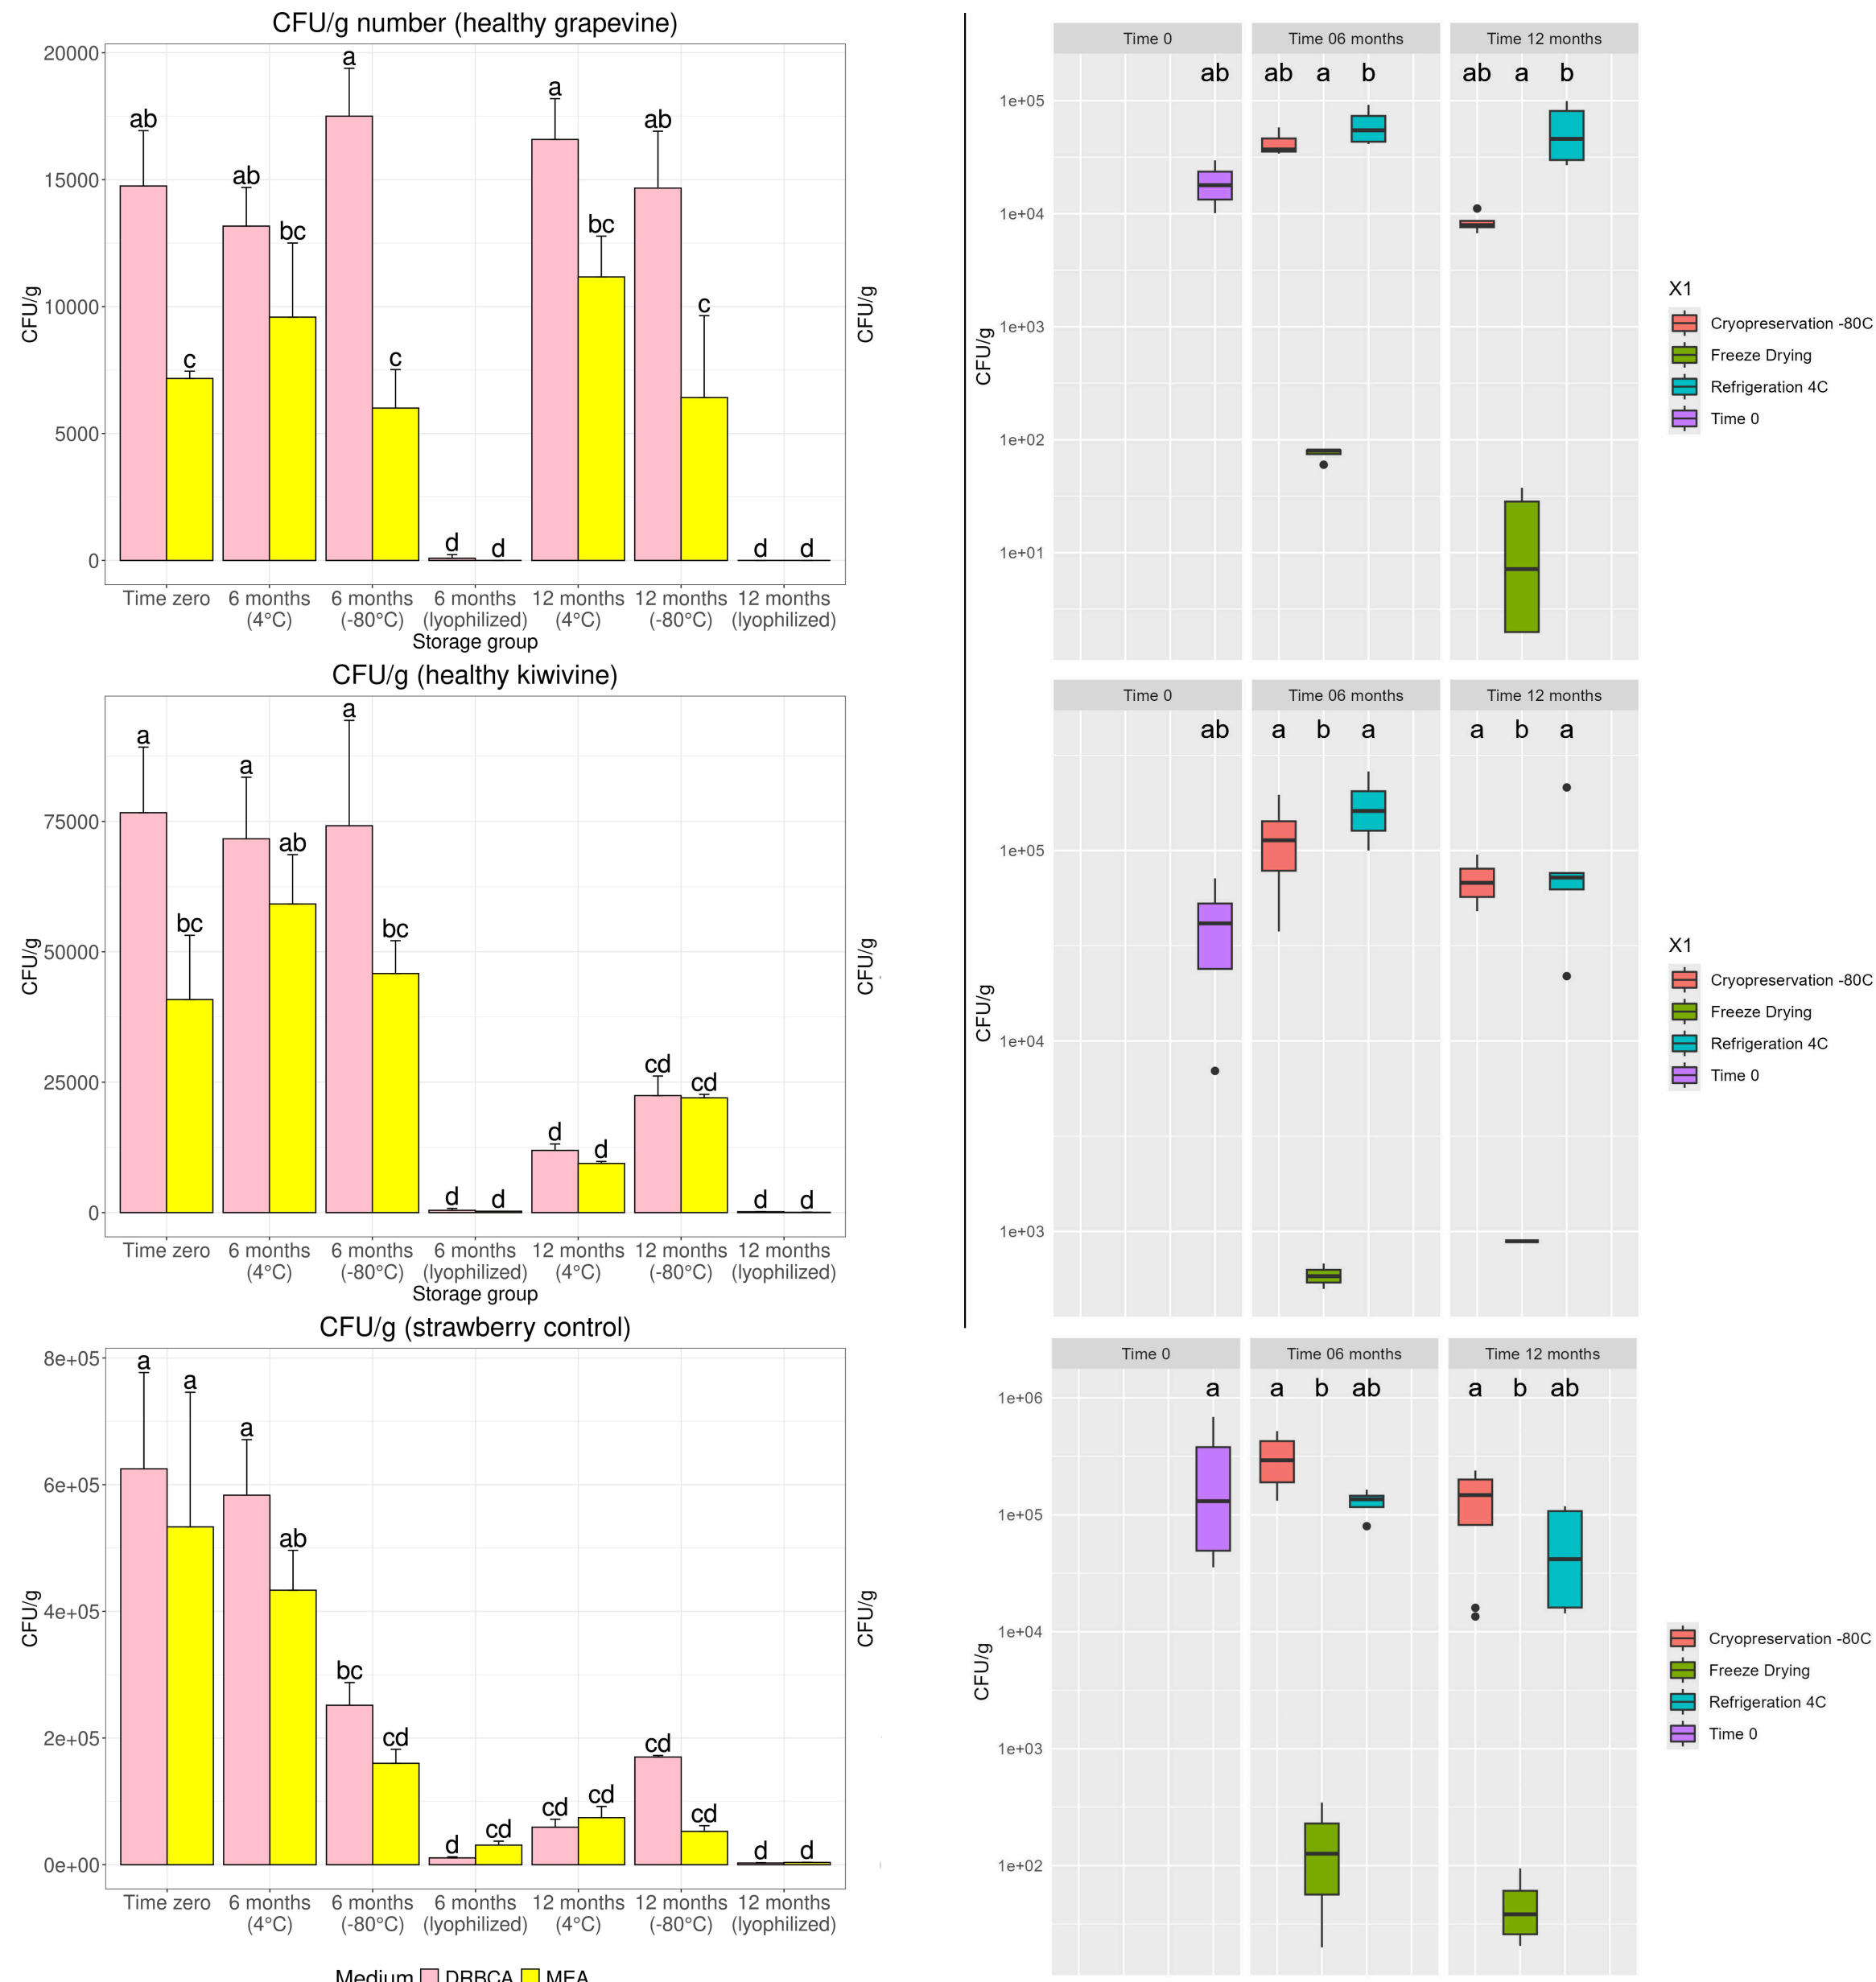 CFU/g number (healthy grapevine)
20000
15000
10000
5000
0
CFU/g
CFU/g
ab
c
ab
bc
a
c
d
d
a
bc
ab
c
d
d
Time zero
6 months
(4°C)
6 months
(-80°C)
6 months
(lyophilized)
12 months
(4°C)
12 months
(-80°C)
12 months
(lyophilized)
Storage group
CFU/g (healthy kiwivine)
75000
50000
25000
0
CFU/g
CFU/g
a
bc
a
ab
a
bc
d
d
d
d
cd
cd
d
d
Time zero
6 months
(4°C)
6 months
(-80°C)
6 months
(lyophilized)
12 months
(4°C)
12 months
(-80°C)
12 months
(lyophilized)
Storage group
CFU/g (strawberry control)
8e+05
6e+05
4e+05
2e+05
0e+00
CFU/g
CFU/g
a
a
a
ab
bc
cd
d
cd
cd
cd
cd
cd
d
d
Time zero
6 months
(4°C)
6 months
(-80°C)
6 months
(lyophilized)
12 months
(4°C)
12 months
(-80°C)
12 months
(lyophilized)
Medium DRBCA MEA
Time 0
Time 06 months
Time 12 months
ab
ab a b
ab a b
1e+05
1e+04
1e+03
1e+02
1e+01
CFU/g
X1
Cryopreservation -80C
Freeze Drying
Refrigeration 4C
Time 0
Time 0
Time 06 months
Time 12 months
ab
a b a
a b a
1e+05
1e+04
1e+03
CFU/g
X1
Cryopreservation -80C
Freeze Drying
Refrigeration 4C
Time 0
Time 0
Time 06 months
Time 12 months
a
a b ab
a b ab
1e+06
1e+05
1e+04
1e+03
1e+02
CFU/g
Cryopreservation -80C
Freeze Drying
Refrigeration 4C
Time 0